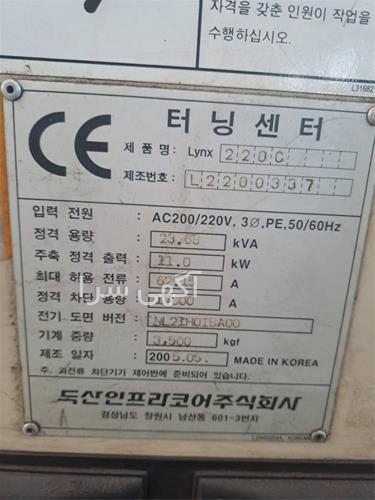 자격을 갖춘 인원이 작업을
수행하십시오.
L31682
CE 터닝센터
제품명: Lynx 220C
제조번호: L2200337
입력 전원 : AC200/220V, 3Ø,PE,50/60Hz
정격 용량 : 23.68 kVA
주축 정격 출력 : 11.0 kW
최대 허용 전류 : A
정격 차단 용량 : A
전기 도면 버전 :
기계 중량 : 3,500 kgf
제조 일자 : 2005.05. MADE IN KOREA
주. 과전류 차단기가 제어반에 준비되어 있습니다.
두산인프라코어주식회사
경상남도 창원시 남산동 601-3번지
آگهی سرا